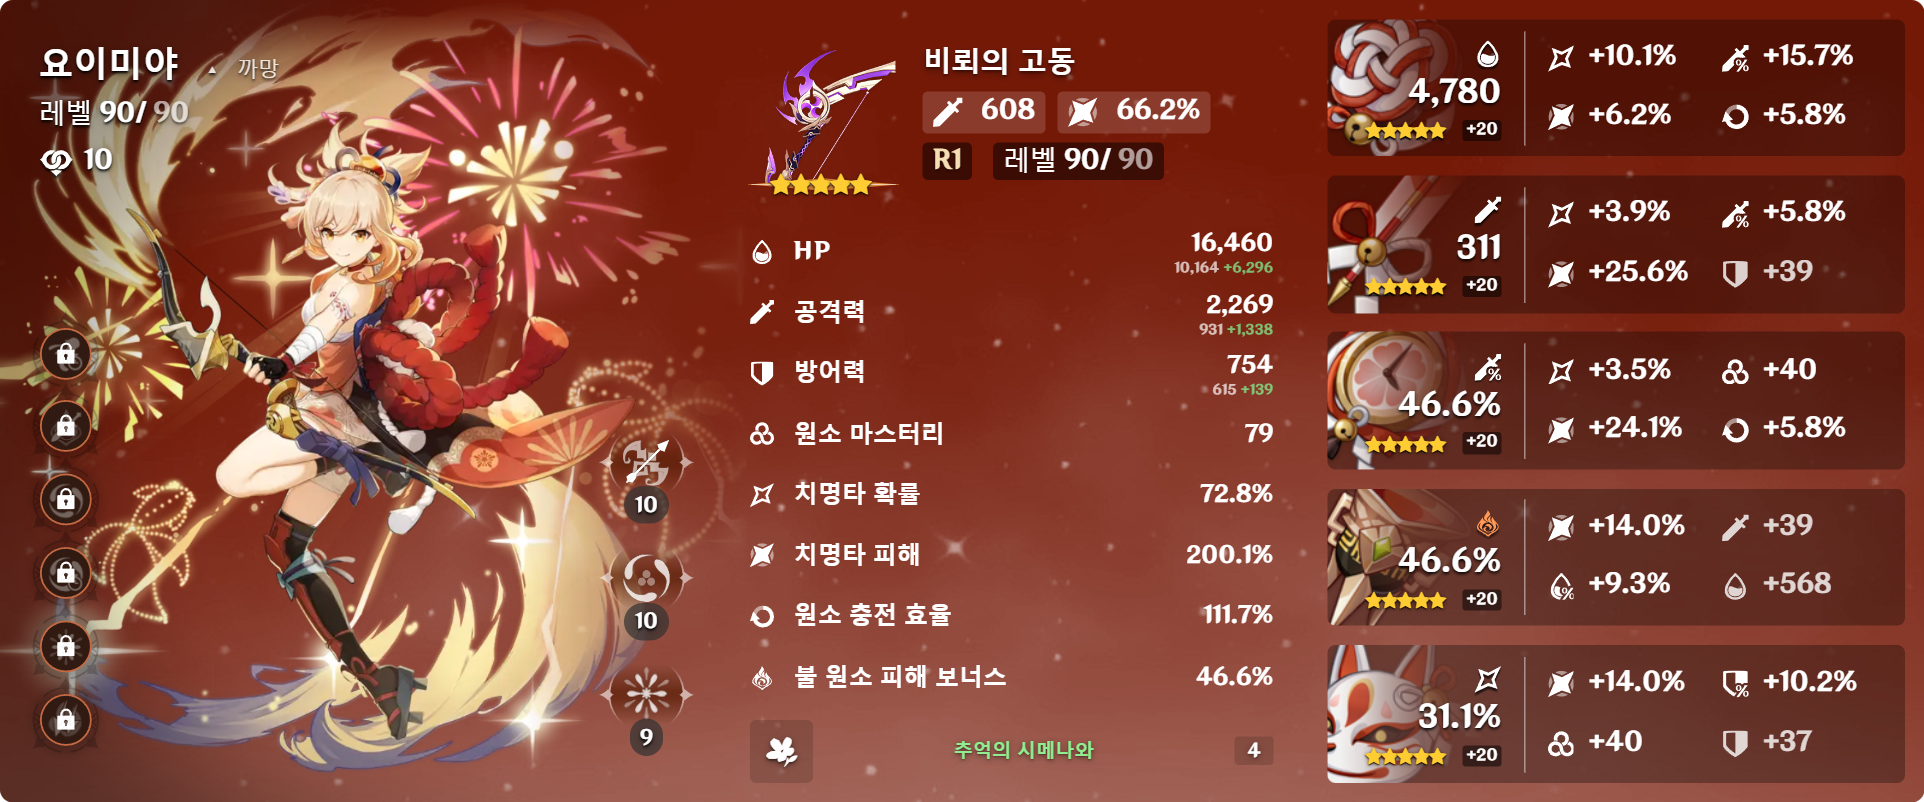 요이미야 ▲ 까망
레벨 90/ 90
10
10
10
9
비뢰의 고동
608 66.2%
R1 레벨 90/ 90
HP 16,460
10,164 +6,296
공격력 2,269
931 +1,338
방어력 754
615 +139
원소 마스터리 79
치명타 확률 72.8%
치명타 피해 200.1%
원소 충전 효율 111.7%
불 원소 피해 보너스 46.6%
추억의 시메나와 4
4,780
+20
+10.1% +15.7%
+6.2% +5.8%
311
+20
+3.9% +5.8%
+25.6% +39
46.6%
+20
+3.5% +40
+24.1% +5.8%
46.6%
+20
+14.0% +39
+9.3% +568
31.1%
+20
+14.0% +10.2%
+40 +37